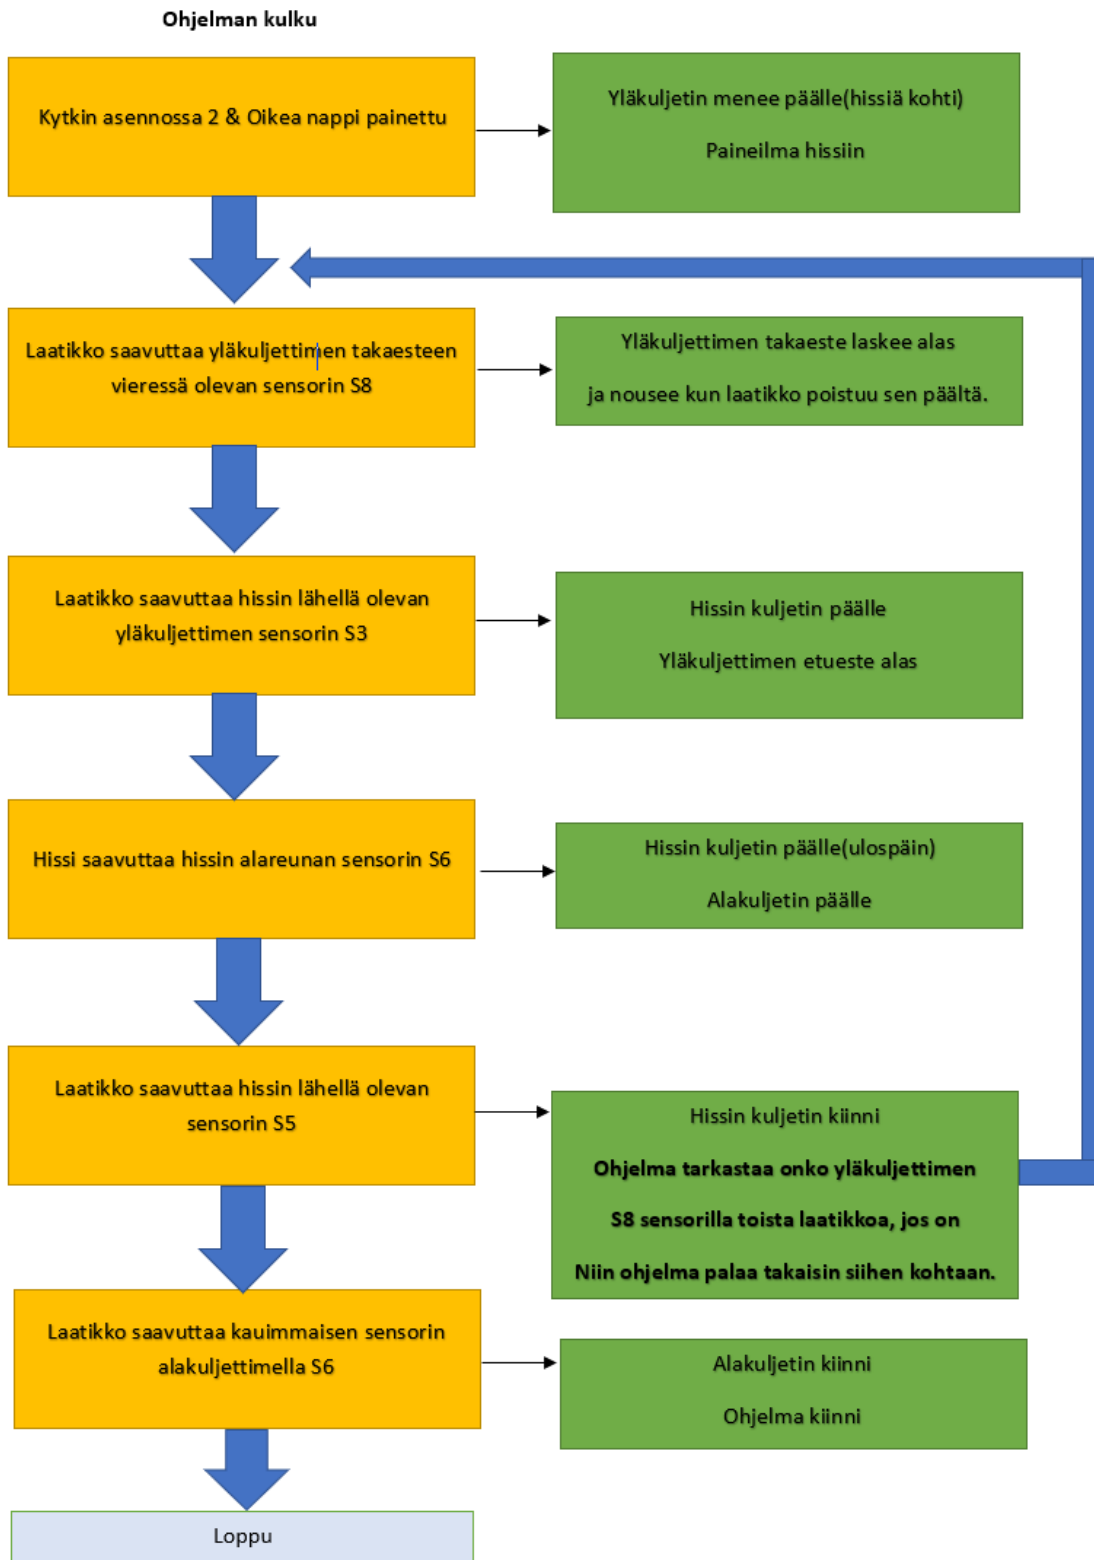 Ohjelman kulku
Kytkin asennossa 2 & Oikea nappi painettu
Yläkuljetin menee päälle(hissiä kohti)
Paineilma hissiin
Laatikko saavuttaa yläkuljettimen takaesteen
vieressä olevan sensorin S8
Yläkuljettimen takaeste laskee alas
ja nousee kun laatikko poistuu sen päältä.
Laatikko saavuttaa hissin lähellä olevan
yläkuljettimen sensorin S3
Hissin kuljetin päälle
Yläkuljettimen etueste alas
Hissi saavuttaa hissin alareunan sensorin S6
Hissin kuljetin päälle(ulospäin)
Alakuljetin päälle
Laatikko saavuttaa hissin lähellä olevan
sensorin S5
Hissin kuljetin kiinni
Ohjelma tarkastaa onko yläkuljettimen
S8 sensorilla toista laatikkoa, jos on
Niin ohjelma palaa takaisin siihen kohtaan.
Laatikko saavuttaa kauimmaisen sensorin
alakuljettimella S6
Alakuljetin kiinni
Ohjelma kiinni
Loppu